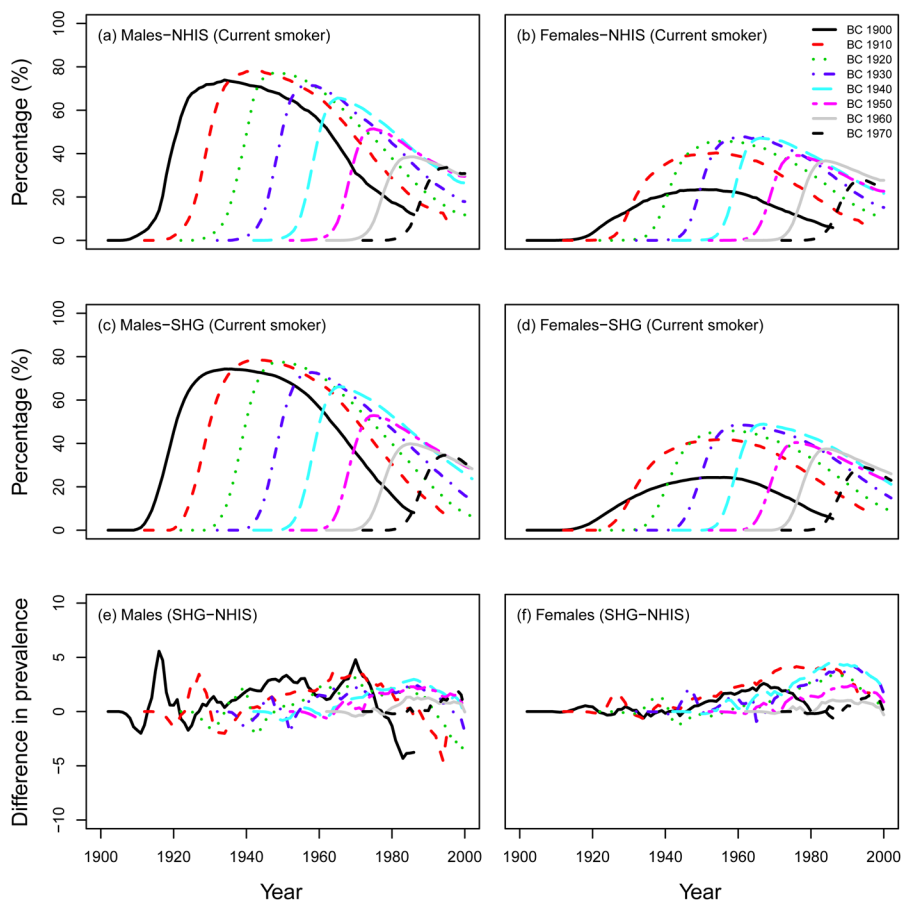 (a) Males−NHIS (Current smoker)
(b) Females−NHIS (Current smoker)
BC 1900
BC 1910
BC 1920
BC 1930
BC 1940
BC 1950
BC 1960
BC 1970
Percentage (%)
0 20 40 60 80 100
(c) Males−SHG (Current smoker)
(d) Females−SHG (Current smoker)
Percentage (%)
0 20 40 60 80 100
(e) Males (SHG−NHIS)
(f) Females (SHG−NHIS)
Difference in prevalence
−10 −5 0 5 10
1900 1920 1940 1960 1980 2000
1900 1920 1940 1960 1980 2000
Year
Year